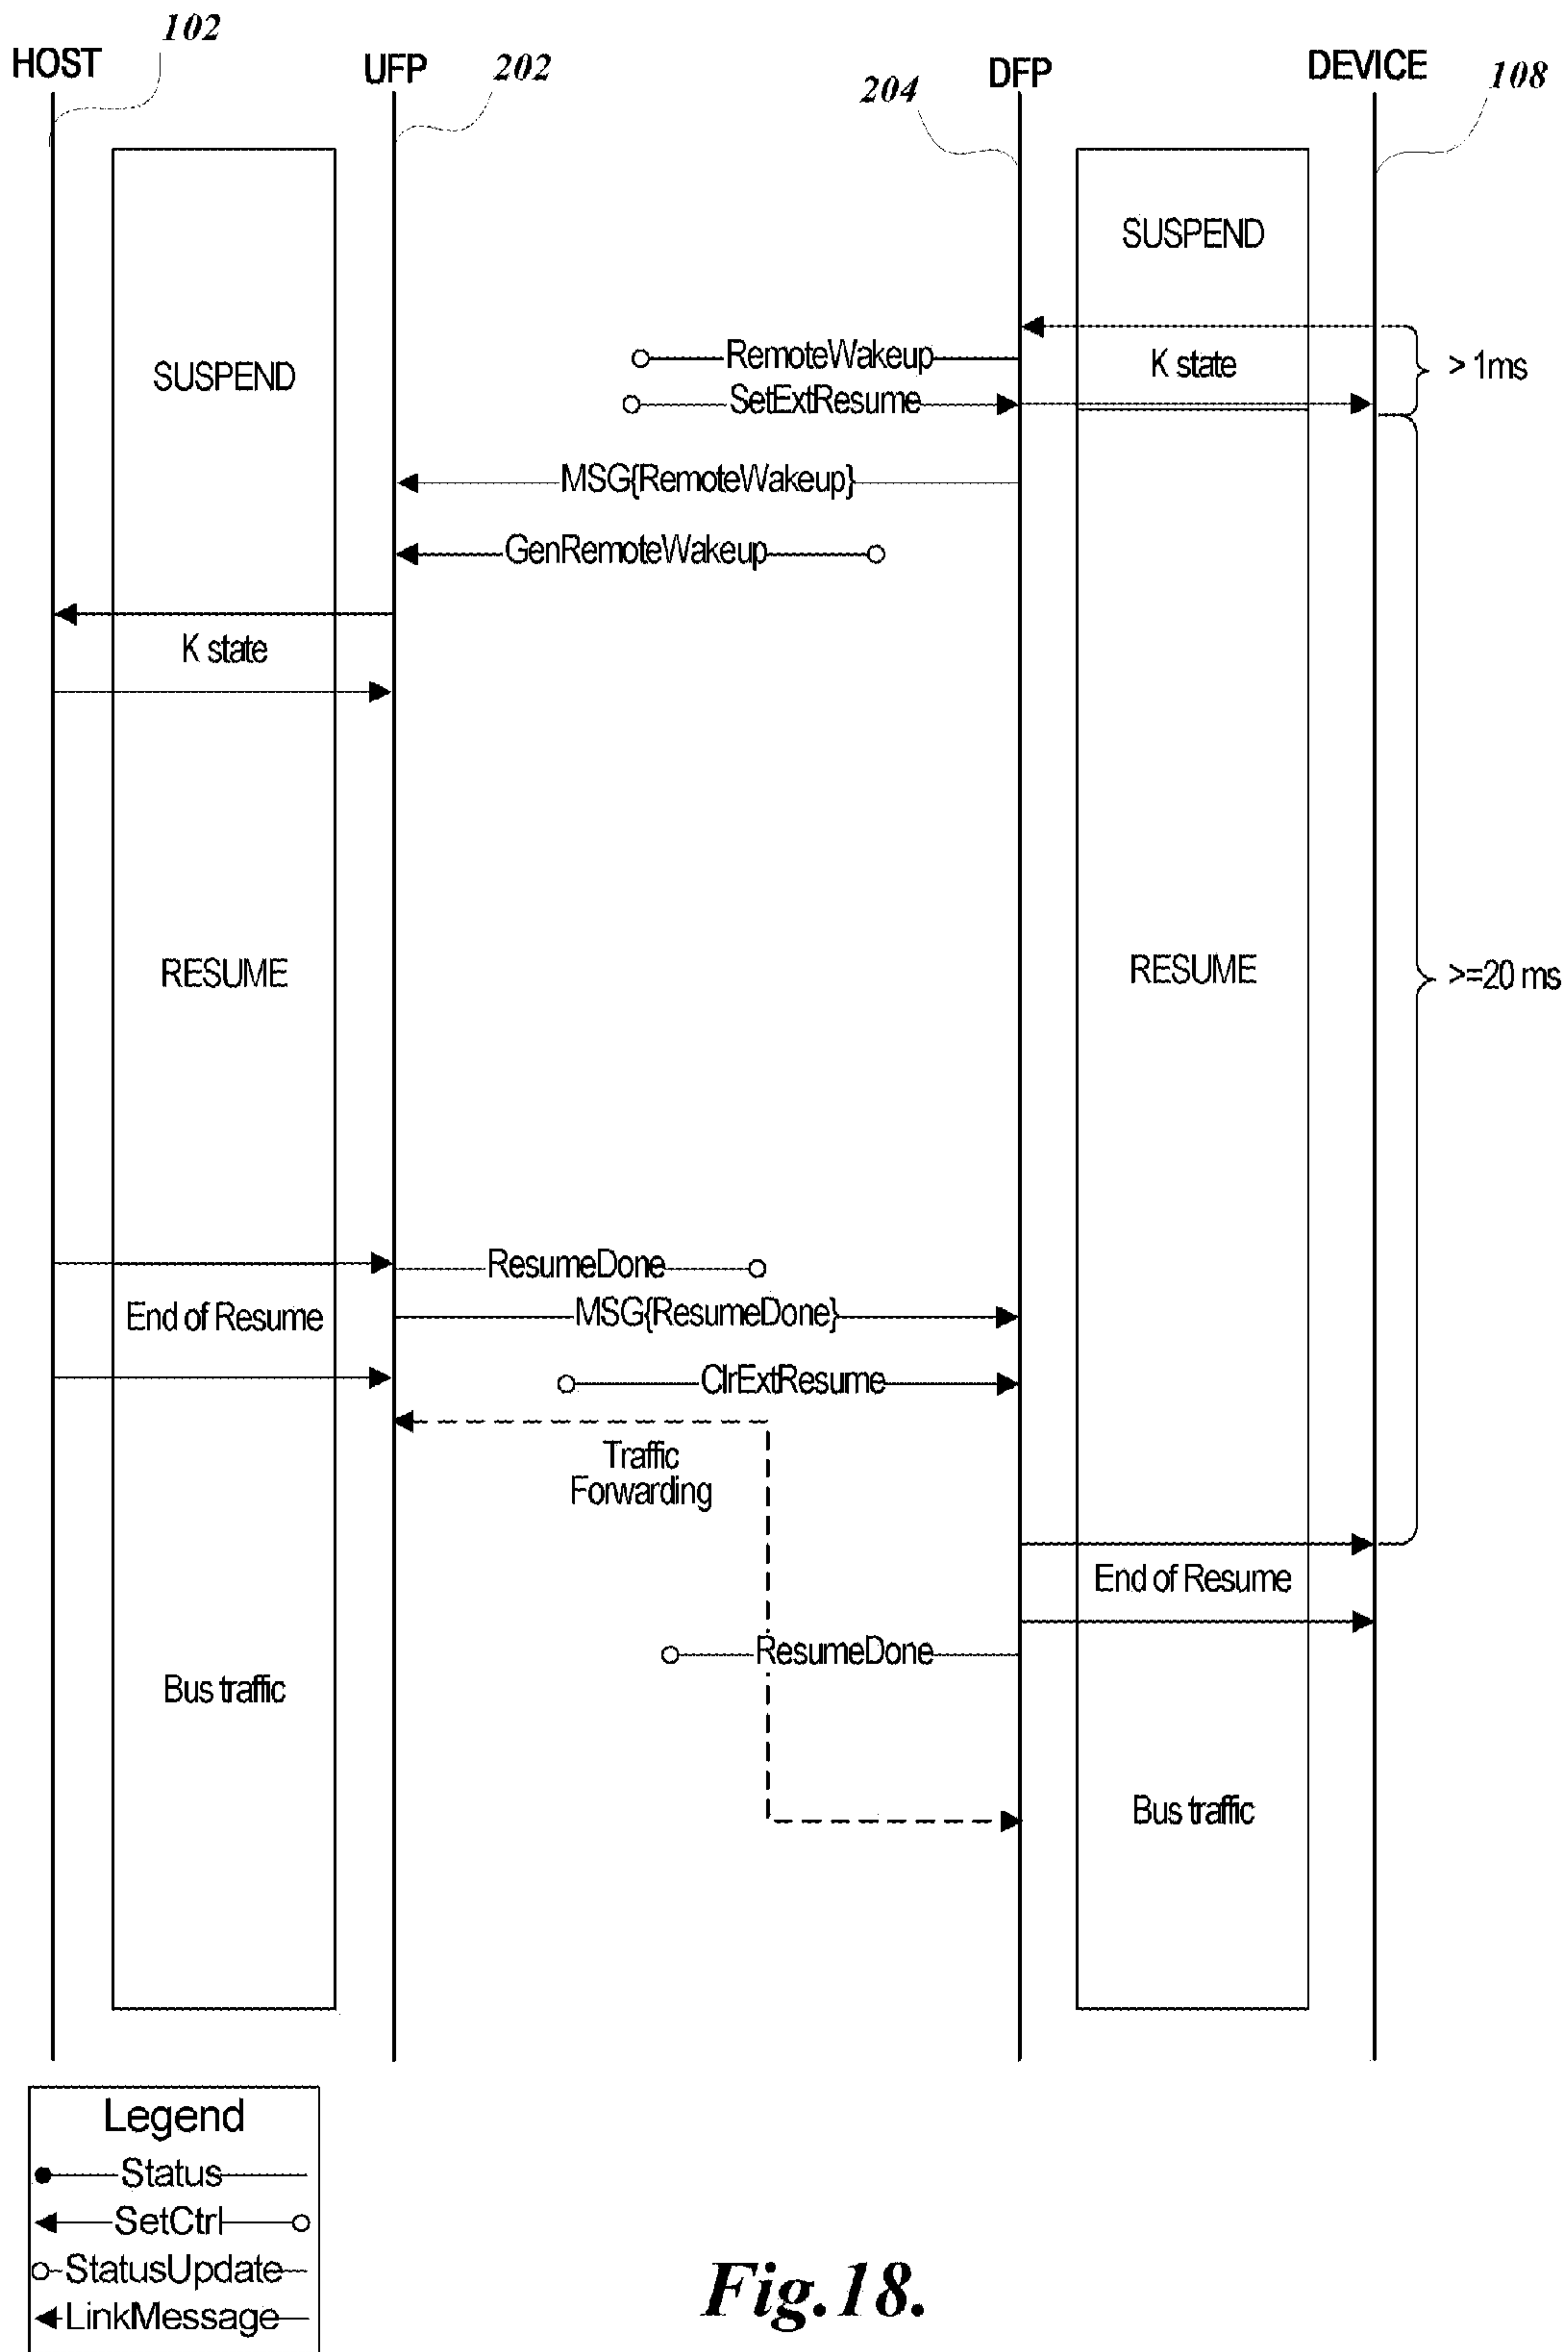 102
HOST
UFP
202
204
DFP
DEVICE
108
SUSPEND
SUSPEND
RemoteWakeup
K state
> 1ms
SetExtResume
MSG{RemoteWakeup}
GenRemoteWakeup
K state
RESUME
RESUME
>=20 ms
ResumeDone
End of Resume
MSG{ResumeDone}
ClrExtResume
Traffic
Forwarding
End of Resume
ResumeDone
Bus traffic
Bus traffic
Legend
Status
SetCtrl
StatusUpdate
LinkMessage
Fig.18.